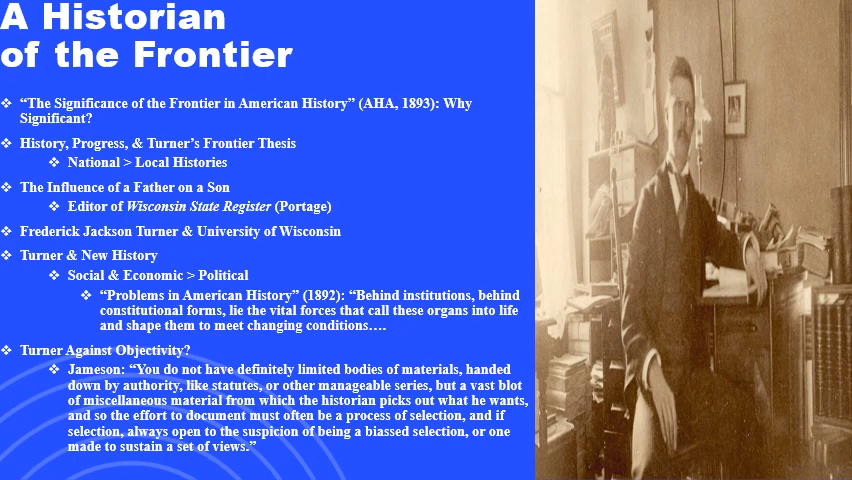 A Historian
of the Frontier
❖ “The Significance of the Frontier in American History” (AHA, 1893): Why
Significant?
❖ History, Progress, & Turner’s Frontier Thesis
❖ National > Local Histories
❖ The Influence of a Father on a Son
❖ Editor of Wisconsin State Register (Portage)
❖ Frederick Jackson Turner & University of Wisconsin
❖ Turner & New History
❖ Social & Economic > Political
❖ “Problems in American History” (1892): “Behind institutions, behind
constitutional forms, lie the vital forces that call these organs into life
and shape them to meet changing conditions….
❖ Turner Against Objectivity?
❖ Jameson: “You do not have definitely limited bodies of materials, handed
down by authority, like statutes, or other manageable series, but a vast blot
of miscellaneous material from which the historian picks out what he wants,
and so the effort to document must often be a process of selection, and if
selection, always open to the suspicion of being a biassed selection, or one
made to sustain a set of views.”